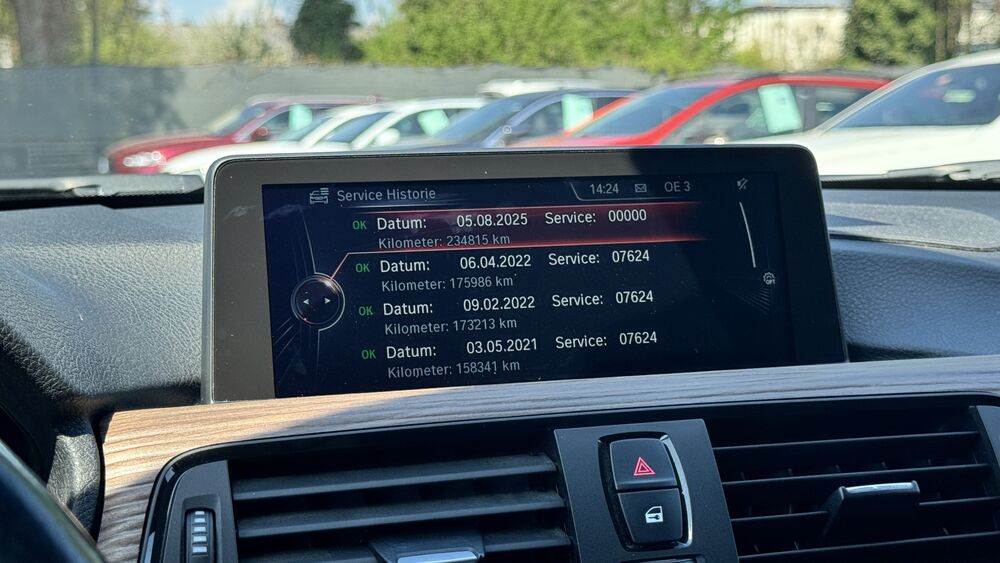 Service Historie 14:24 OE 3
OK Datum: 05.08.2025 Service: 00000
Kilometer: 234815 km
OK Datum: 06.04.2022 Service: 07624
Kilometer: 175986 km
OPT
OK Datum: 09.02.2022 Service: 07624
Kilometer: 173213 km
OK Datum: 03.05.2021 Service: 07624
Kilometer: 158341 km